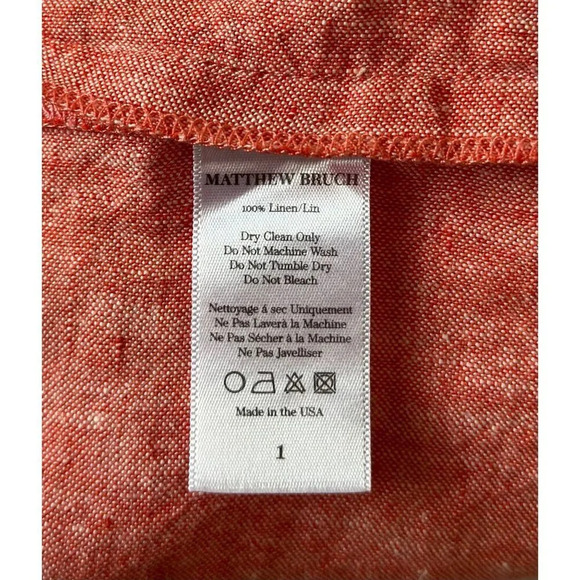 MATTHEW BRUCH
100% Linen/Lin
Dry Clean Only
Do Not Machine Wash
Do Not Tumble Dry
Do Not Bleach
Nettoyage á sec Uniquement
Ne Pas Laverà la Machine
Ne Pas Sécher à la Machine
Ne Pas Javelliser
Made in the USA
1